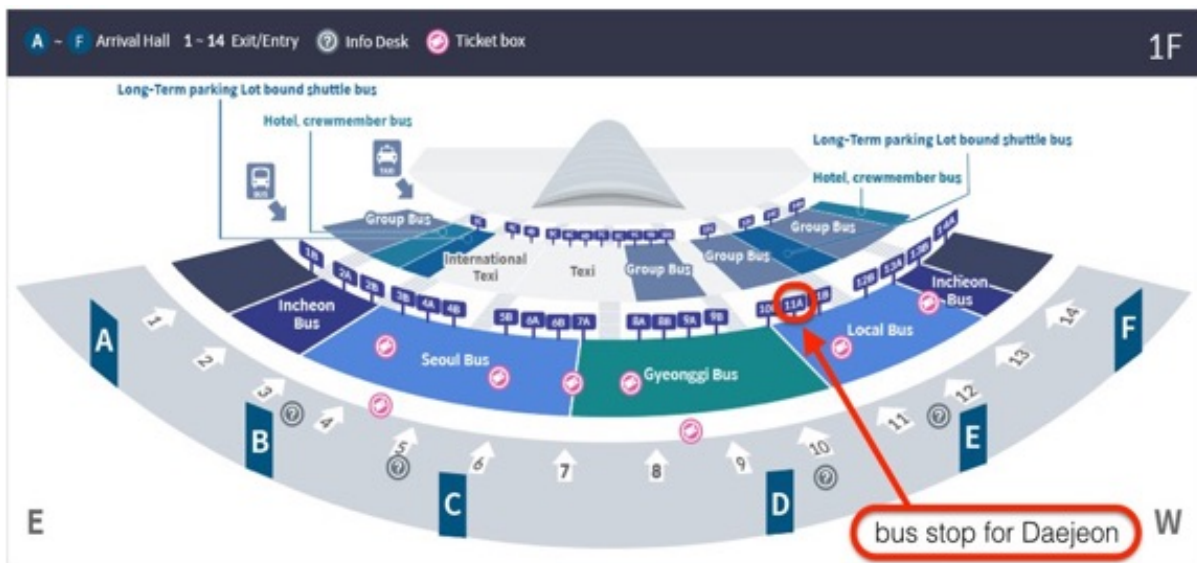 A ~ F Arrival Hall 1 ~ 14 Exit/Entry ? Info Desk Ticket box 1F
Long-Term parking Lot bound shuttle bus
Hotel, crewmember bus
TAXI
BUS
Long-Term parking Lot bound shuttle bus
Hotel, crewmember bus
Group Bus
International
Texi
Texi
Group Bus
Group Bus
Group Bus
1B
2A
2B
3B
4A
4B
5B
6A
6B
7A
8A
8B
9A
9B
11A
12B
13A
13B
14A
Incheon
Bus
Seoul Bus
Gyeonggi Bus
Local Bus
Incheon
Bus
A
B
C
D
E
F
1
2
3
4
5
6
7
8
9
10
11
12
13
14
?
?
?
?
E
W
bus stop for Daejeon